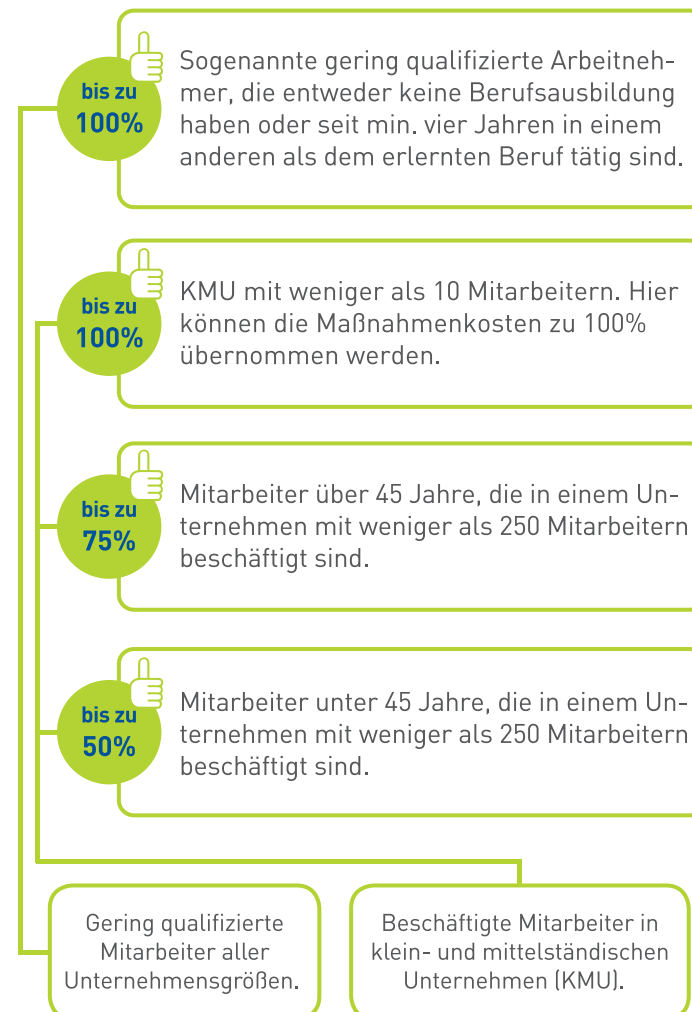 bis zu
100%
Sogenannte gering qualifizierte Arbeitneh-
mer, die entweder keine Berufsausbildung
haben oder seit min. vier Jahren in einem
anderen als dem erlernten Beruf tätig sind.
bis zu
100%
KMU mit weniger als 10 Mitarbeitern. Hier
können die Maßnahmenkosten zu 100%
übernommen werden.
bis zu
75%
Mitarbeiter über 45 Jahre, die in einem Un-
ternehmen mit weniger als 250 Mitarbeitern
beschäftigt sind.
bis zu
50%
Mitarbeiter unter 45 Jahre, die in einem Un-
ternehmen mit weniger als 250 Mitarbeitern
beschäftigt sind.
Gering qualifizierte
Mitarbeiter aller
Unternehmensgrößen.
Beschäftigte Mitarbeiter in
klein- und mittelständischen
Unternehmen (KMU).